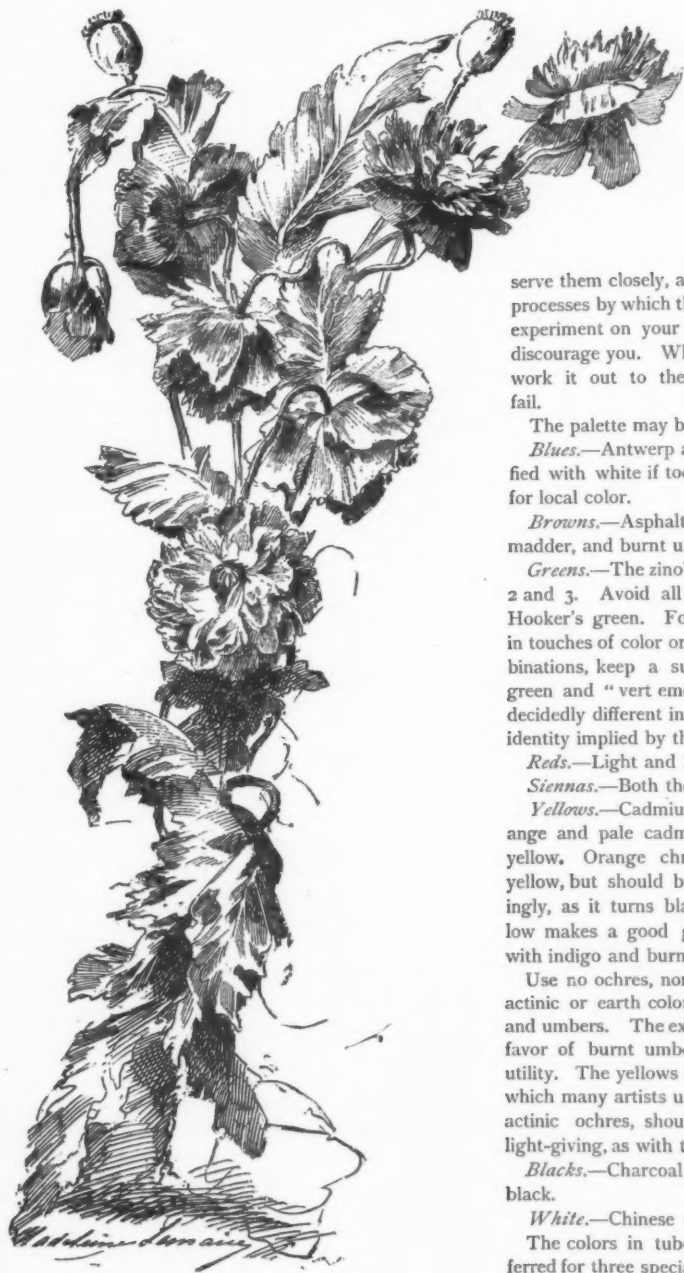 serve them closely, a
processes by which th
experiment on your
discourage you. Wh
work it out to the
fail.
The palette may b
Blues.—Antwerp a
fied with white if too
for local color.
Browns.—Asphalt
madder, and burnt u
Greens.—The zinob
2 and 3. Avoid all
Hooker's green. Fo
in touches of color or
binations, keep a su
green and " vert eme
decidedly different in
identity implied by th
Reds.—Light and
Siennas.—Both the
Yellows.—Cadmiu
ange and pale cadm
yellow. Orange chr
yellow, but should b
ingly, as it turns bla
low makes a good g
with indigo and burn
Use no ochres, nor
actinic or earth color
and umbers. The ex
favor of burnt umbe
utility. The yellows
which many artists u
actinic ochres, shou
light-giving, as with t
Blacks.—Charcoal
black.
White.—Chinese
The colors in tube
ferred for three specia
Madeleine Lemaire